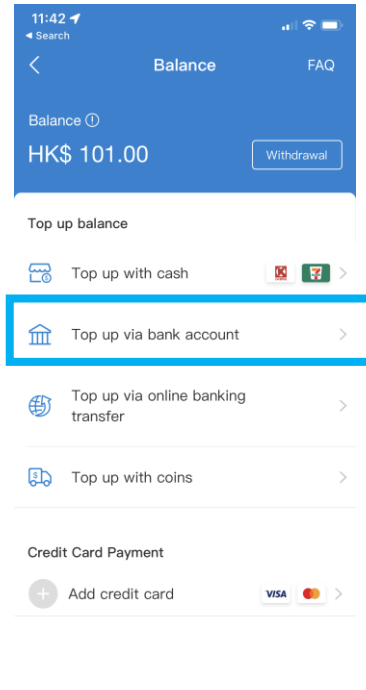 11:42
Search
Balance
FAQ
Balance
HK$ 101.00
Withdrawal
Top up balance
Top up with cash
Top up via bank account
Top up via online banking
transfer
Top up with coins
Credit Card Payment
Add credit card
VISA